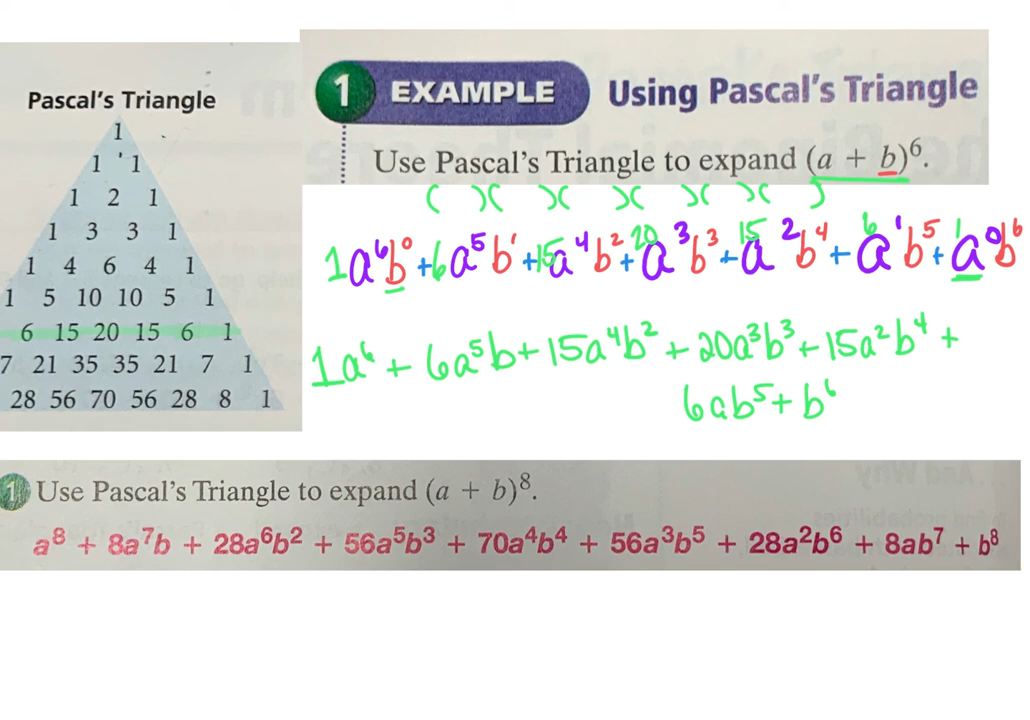 Pascal's Triangle
1
1 1
1 2 1
1 3 3 1
1 4 6 4 1
1 5 10 10 5 1
6 15 20 15 6 1
7 21 35 35 21 7 1
28 56 70 56 28 8 1
1 EXAMPLE Using Pascal's Triangle
Use Pascal's Triangle to expand (a + b)⁶.
( )( )( )( )( )( )
1a⁶b⁰+6a⁵b¹+15a⁴b²+20a³b³+15a²b⁴+6a¹b⁵+1a⁰b⁶
1a⁶+6a⁵b+15a⁴b²+20a³b³+15a²b⁴+
6ab⁵+b⁶
1 Use Pascal's Triangle to expand (a + b)⁸.
a⁸ + 8a⁷b + 28a⁶b² + 56a⁵b³ + 70a⁴b⁴ + 56a³b⁵ + 28a²b⁶ + 8ab⁷ + b⁸